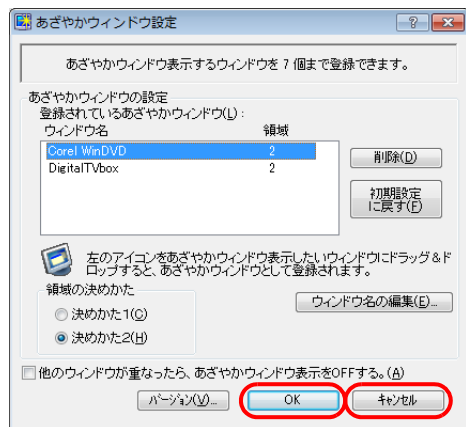 あざやかウィンドウ設定
あざやかウィンドウ表示するウィンドウを 7 個まで登録できます。
あざやかウィンドウの設定
登録されているあざやかウィンドウ(L):
ウィンドウ名 領域
Corel WinDVD 2
DigitalTVbox 2
削除(D)
初期設定
に戻す(F)
左のアイコンをあざやかウィンドウ表示したいウィンドウにドラッグ&ド
ロップすると、あざやかウィンドウとして登録されます。
領域の決めかた
ウィンドウ名の編集(E)...
決めかた1(C)
決めかた2(H)
他のウィンドウが重なったら、あざやかウィンドウ表示をOFFする。(A)
バージョン(V)... OK キャンセル